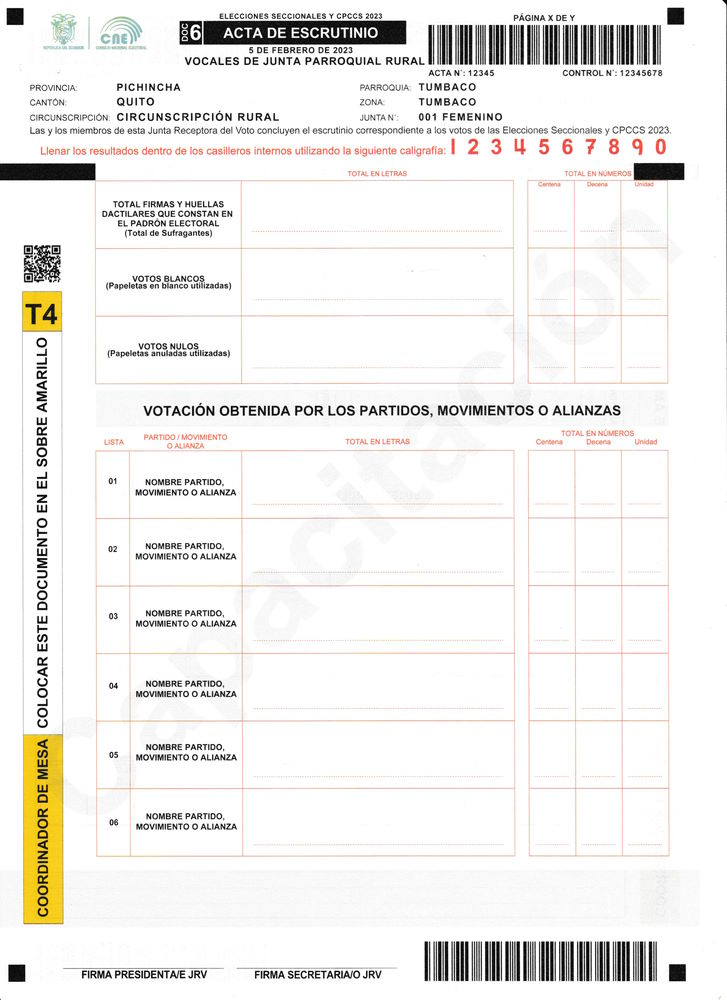 ELECCIONES SECCIONALES Y CPCCS 2023
DOC 6 ACTA DE ESCRUTINIO
5 DE FEBRERO DE 2023
VOCALES DE JUNTA PARROQUIAL RURAL
PÁGINA X DE Y
REPÚBLICA DEL ECUADOR
CNE
CONSEJO NACIONAL ELECTORAL
ACTA N°: 12345 CONTROL N°: 12345678
PROVINCIA: PICHINCHA PARROQUIA: TUMBACO
CANTÓN: QUITO ZONA: TUMBACO
CIRCUNSCRIPCIÓN: CIRCUNSCRIPCIÓN RURAL JUNTA N°: 001 FEMENINO
Las y los miembros de esta Junta Receptora del Voto concluyen el escrutinio correspondiente a los votos de las Elecciones Seccionales y CPCCS 2023.
Llenar los resultados dentro de los casilleros internos utilizando la siguiente caligrafía: 1 2 3 4 5 6 7 8 9 0
TOTAL EN LETRAS TOTAL EN NÚMEROS
Centena Decena Unidad
TOTAL FIRMAS Y HUELLAS
DACTILARES QUE CONSTAN EN
EL PADRÓN ELECTORAL
(Total de Sufragantes)
VOTOS BLANCOS
(Papeletas en blanco utilizadas)
VOTOS NULOS
(Papeletas anuladas utilizadas)
VOTACIÓN OBTENIDA POR LOS PARTIDOS, MOVIMIENTOS O ALIANZAS
LISTA PARTIDO / MOVIMIENTO
O ALIANZA
TOTAL EN LETRAS TOTAL EN NÚMEROS
Centena Decena Unidad
01 NOMBRE PARTIDO,
MOVIMIENTO O ALIANZA
02 NOMBRE PARTIDO,
MOVIMIENTO O ALIANZA
03 NOMBRE PARTIDO,
MOVIMIENTO O ALIANZA
04 NOMBRE PARTIDO,
MOVIMIENTO O ALIANZA
05 NOMBRE PARTIDO,
MOVIMIENTO O ALIANZA
06 NOMBRE PARTIDO,
MOVIMIENTO O ALIANZA
Capacitación
T4
COORDINADOR DE MESA COLOCAR ESTE DOCUMENTO EN EL SOBRE AMARILLO
FIRMA PRESIDENTA/E JRV FIRMA SECRETARIA/O JRV